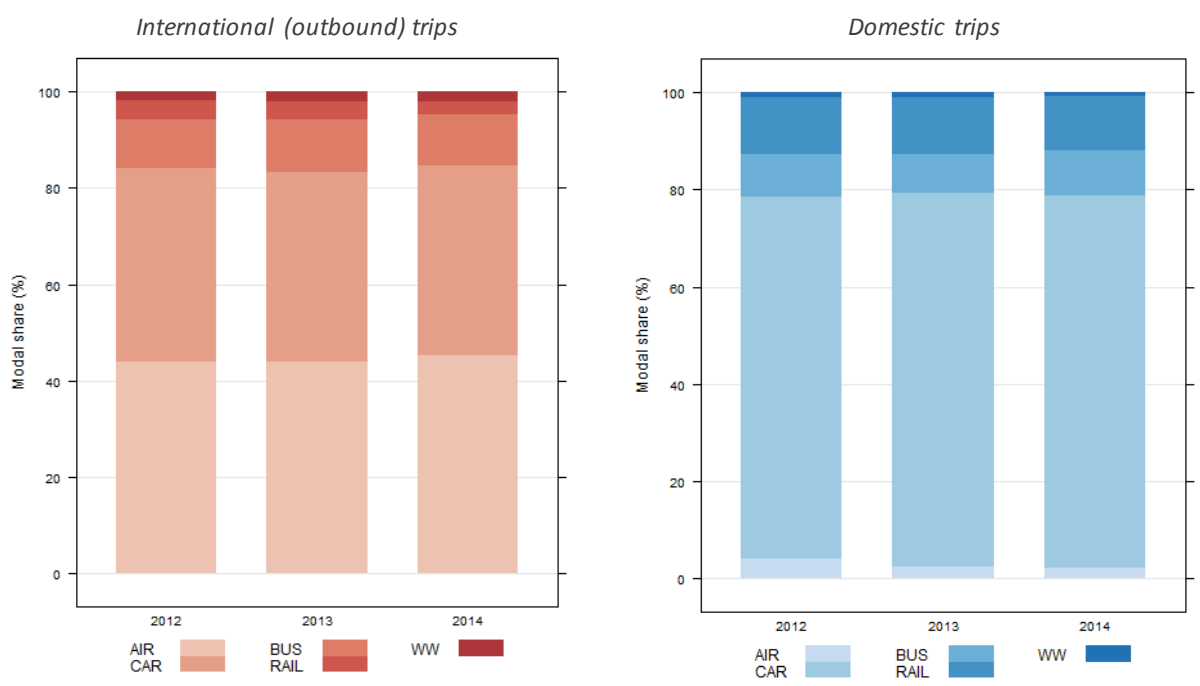 International (outbound) trips
Modal share (%)
100
80
60
40
20
0
2012 2013 2014
AIR BUS WW
CAR RAIL
Domestic trips
Modal share (%)
100
80
60
40
20
0
2012 2013 2014
AIR BUS WW
CAR RAIL